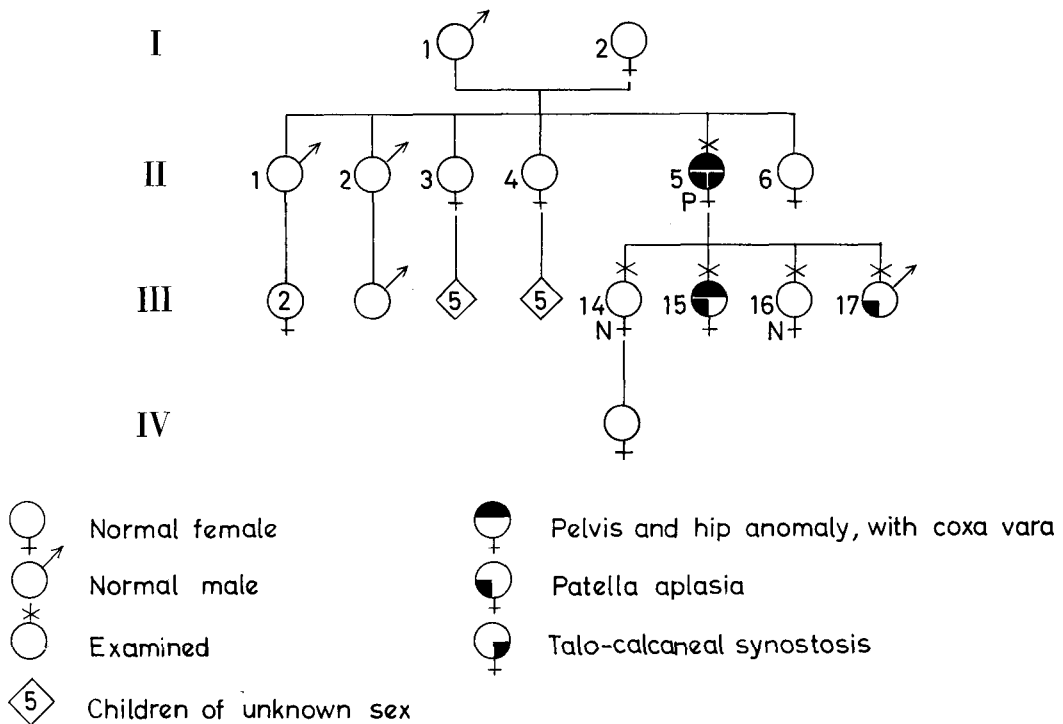 I
1 2
II
1 2 3 4 5 6
P
III
2 5 5 14 15 16 17
N N
IV
Normal female Pelvis and hip anomaly, with coxa vara
Normal male Patella aplasia
Examined Talo-calcaneal synostosis
5 Children of unknown sex